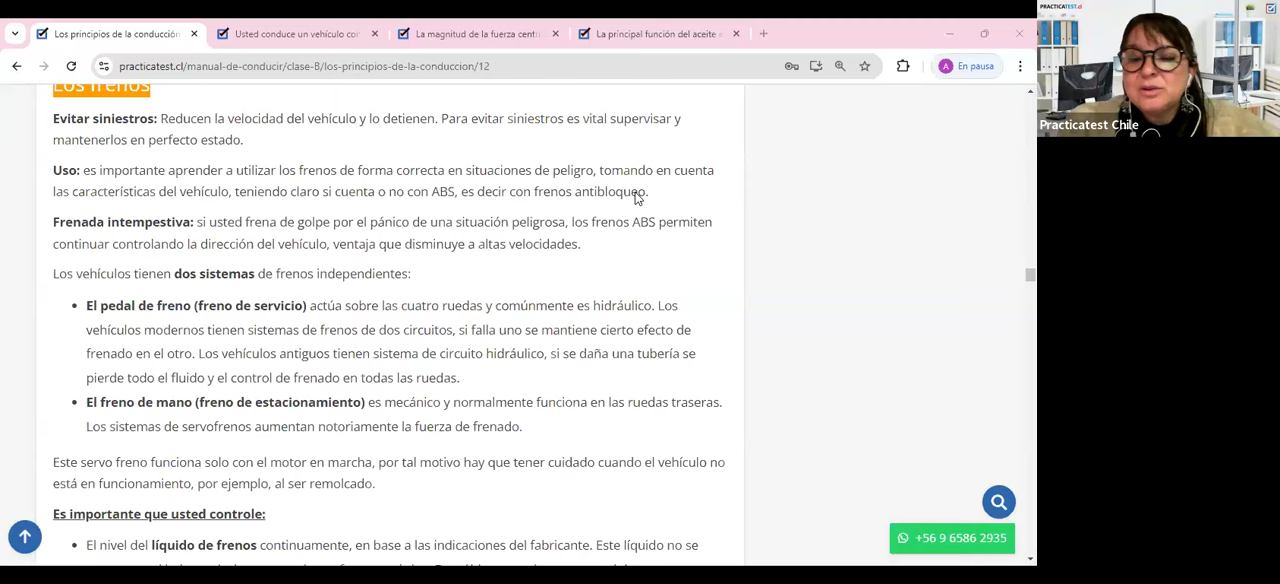 Los principios de la conducción
Usted conduce un vehículo con
La magnitud de la fuerza centr
La principal función del aceite
practicatest.cl/manual-de-conducir/clase-B/los-principios-de-la-conduccion/12
A
En pausa
Los frenos
Evitar siniestros: Reducen la velocidad del vehículo y lo detienen. Para evitar siniestros es vital supervisar y
mantenerlos en perfecto estado.
Uso: es importante aprender a utilizar los frenos de forma correcta en situaciones de peligro, tomando en cuenta
las características del vehículo, teniendo claro si cuenta o no con ABS, es decir con frenos antibloqueo.
Frenada intempestiva: si usted frena de golpe por el pánico de una situación peligrosa, los frenos ABS permiten
continuar controlando la dirección del vehículo, ventaja que disminuye a altas velocidades.
Los vehículos tienen dos sistemas de frenos independientes:
• El pedal de freno (freno de servicio) actúa sobre las cuatro ruedas y comúnmente es hidráulico. Los
vehículos modernos tienen sistemas de frenos de dos circuitos, si falla uno se mantiene cierto efecto de
frenado en el otro. Los vehículos antiguos tienen sistema de circuito hidráulico, si se daña una tubería se
pierde todo el fluido y el control de frenado en todas las ruedas.
• El freno de mano (freno de estacionamiento) es mecánico y normalmente funciona en las ruedas traseras.
Los sistemas de servofrenos aumentan notoriamente la fuerza de frenado.
Este servo freno funciona solo con el motor en marcha, por tal motivo hay que tener cuidado cuando el vehículo no
está en funcionamiento, por ejemplo, al ser remolcado.
Es importante que usted controle:
• El nivel del líquido de frenos continuamente, en base a las indicaciones del fabricante. Este líquido no se
+56 9 6586 2935
PRACTICATEST.cl
Practicatest Chile